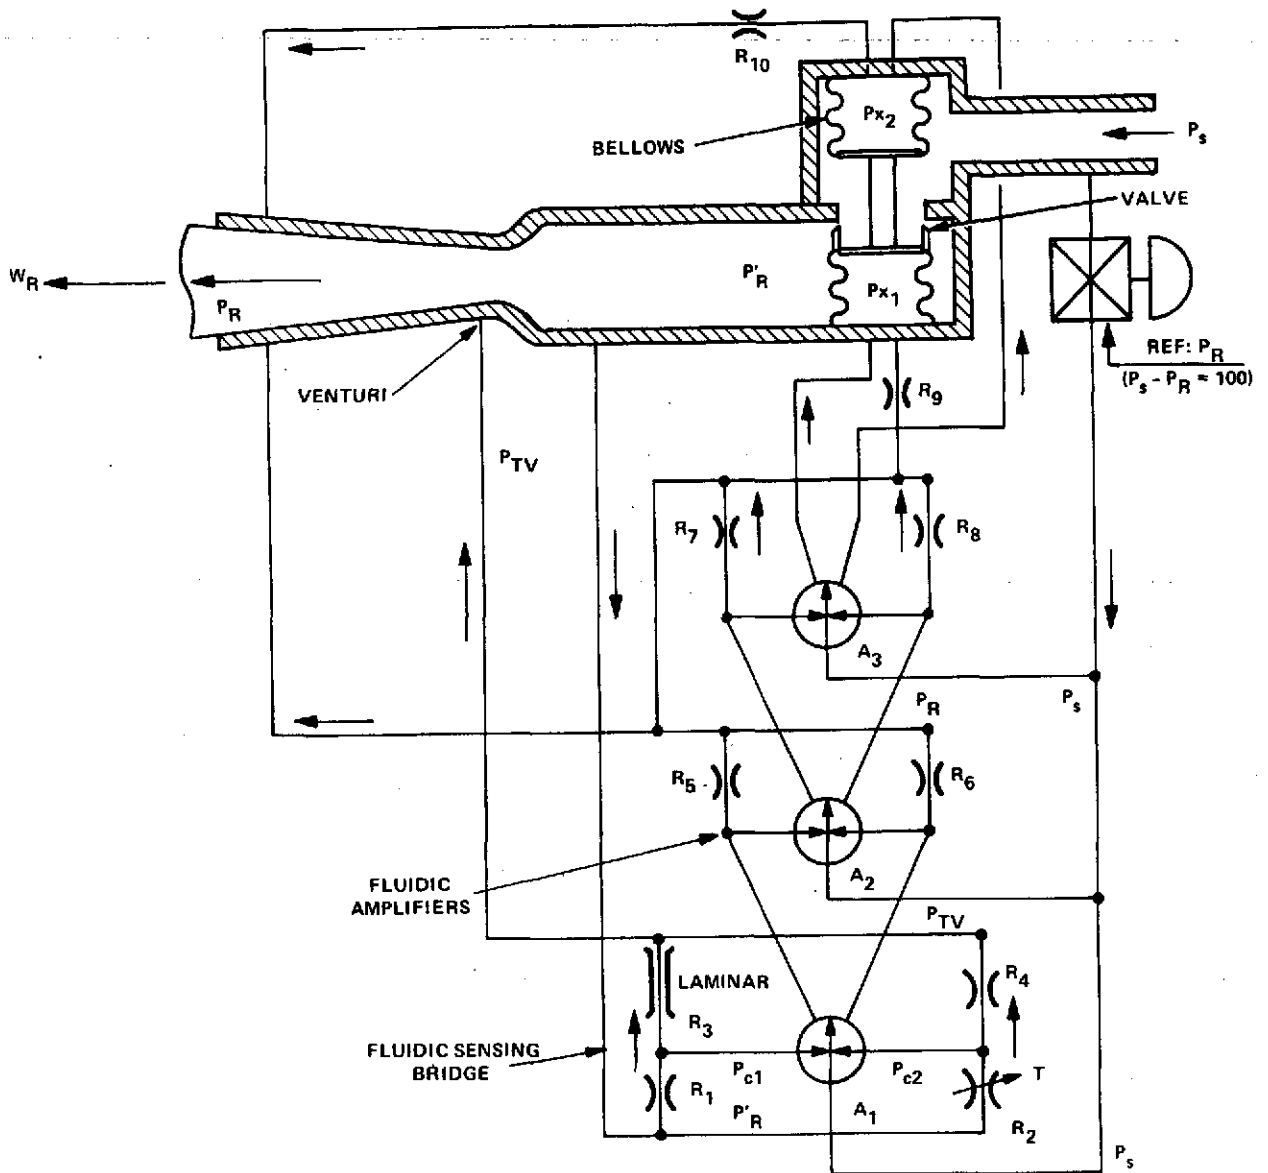 R10
BELLOWS
Px2
Ps
VALVE
WR
PR
P'R
Px1
VENTURI
REF: PR
(Ps - PR = 100)
R9
PTV
R7
R8
A3
PR
Ps
R5
R6
A2
FLUIDIC
AMPLIFIERS
PTV
LAMINAR
R4
R3
FLUIDIC SENSING
BRIDGE
Pc1
Pc2
T
R1
P'R
A1
R2
Ps